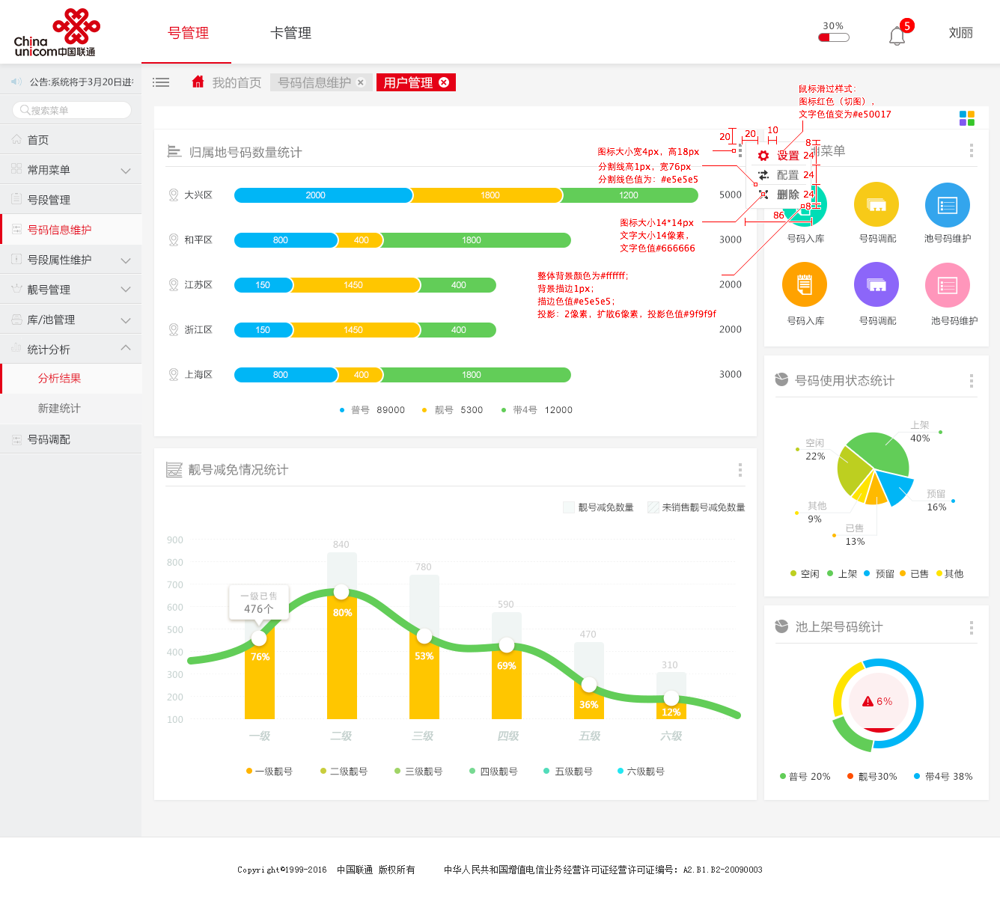 China
unicom中国联通
号管理
卡管理
30%
5
刘丽
公告:系统将于3月20日进
搜索菜单
首页
常用菜单
号段管理
号码信息维护
号段属性维护
靓号管理
库/池管理
统计分析
分析结果
新建统计
号码调配
我的首页
号码信息维护
用户管理
鼠标滑过样式：
图标红色（切图），
文字色值变为#e50017
归属地号码数量统计
20
20
10
图标大小宽4px，高18px
分割线高1px，宽76px
分割线色值为：#e5e5e5
8
设置
24
配置
24
删除
24
8
86
菜单
大兴区
2000
1800
1200
5000
和平区
800
400
1800
3000
江苏区
150
1450
400
2000
浙江区
150
1450
400
2000
上海区
800
400
1800
3000
图标大小14*14px
文字大小14像素，
文字色值#666666
整体背景颜色为#ffffff；
背景描边1px；
描边色值#e5e5e5；
投影：2像素，扩散6像素，投影色值#9f9f9f
普号 89000
靓号 5300
带4号 12000
号码入库
号码调配
池号码维护
号码入库
号码调配
池号码维护
号码使用状态统计
上架
40%
空闲
22%
预留
16%
其他
9%
已售
13%
空闲
上架
预留
已售
其他
靓号减免情况统计
靓号减免数量
未销售靓号减免数量
900
800
700
600
500
400
300
200
100
840
780
590
470
310
一级已售
476个
76%
80%
53%
69%
36%
12%
一级
二级
三级
四级
五级
六级
一级靓号
二级靓号
三级靓号
四级靓号
五级靓号
六级靓号
池上架号码统计
6%
普号 20%
靓号30%
带4号 38%
Copyright©1999-2016 中国联通 版权所有 中华人民共和国增值电信业务经营许可证经营许可证编号：A2.B1.B2-20090003